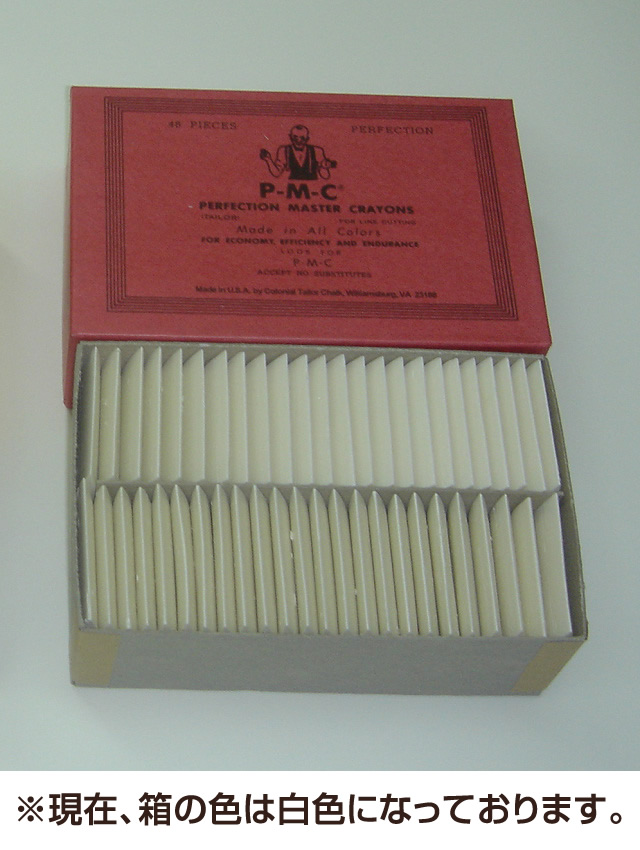 48 PIECES PERFECTION
P-M-C®
PERFECTION MASTER CRAYONS
(TAILOR) FOR LINE CUTTING
Made in All Colors
FOR ECONOMY, EFFICIENCY AND ENDURANCE
LOOK FOR
P-M-C
ACCEPT NO SUBSTITUTES
Made in U.S.A. by Colonial Tailor Chalk, Williamsburg, VA 23188
※現在、箱の色は白色になっております。